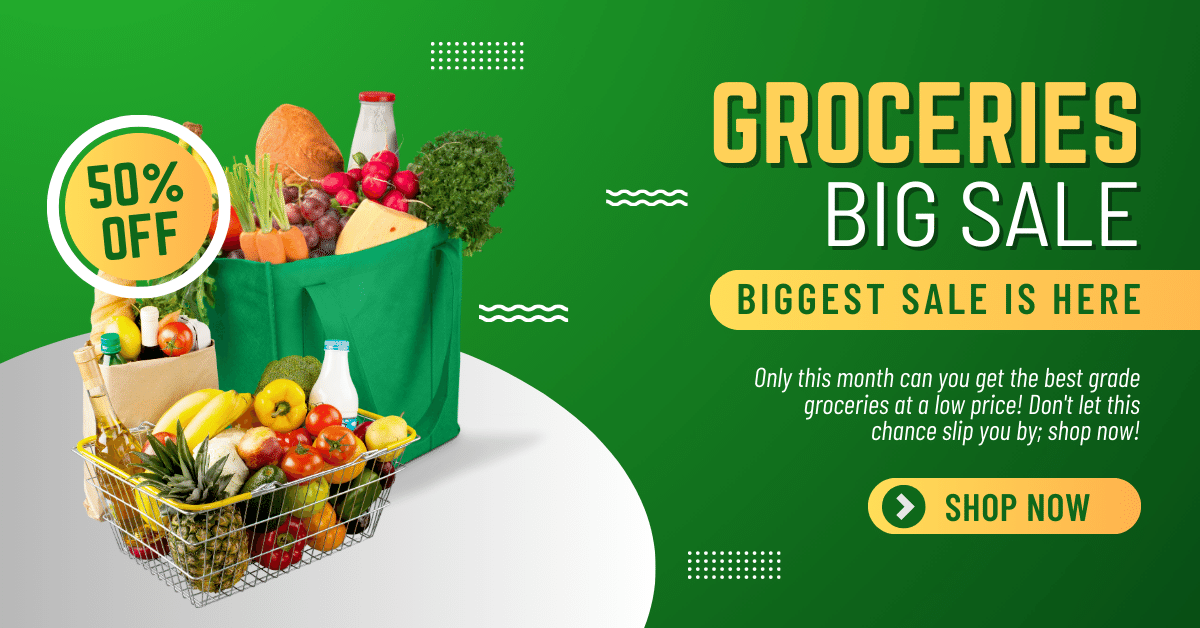 50%
OFF
GROCERIES
BIG SALE
BIGGEST SALE IS HERE
Only this month can you get the best grade
groceries at a low price! Don't let this
chance slip you by; shop now!
SHOP NOW